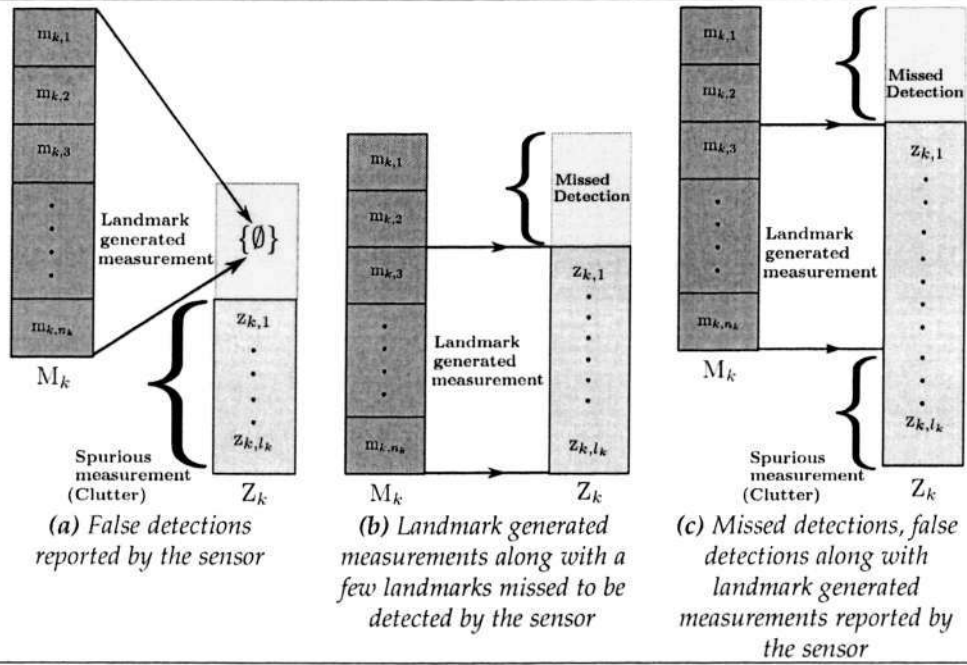 m_{k,1}
m_{k,2}
m_{k,3}
m_{k,n_k}
M_k
Landmark
generated
measurement
{∅}
z_{k,1}
z_{k,l_k}
Z_k
Spurious
measurement
(Clutter)
(a) False detections
reported by the sensor
m_{k,1}
m_{k,2}
m_{k,3}
m_{k,n_k}
M_k
Missed
Detection
Landmark
generated
measurement
z_{k,1}
z_{k,l_k}
Z_k
(b) Landmark generated
measurements along with a
few landmarks missed to be
detected by the sensor
m_{k,1}
m_{k,2}
m_{k,3}
m_{k,n_k}
M_k
Missed
Detection
Landmark
generated
measurement
z_{k,1}
z_{k,l_k}
Spurious
measurement
(Clutter)
Z_k
(c) Missed detections, false
detections along with
landmark generated
measurements reported by
the sensor